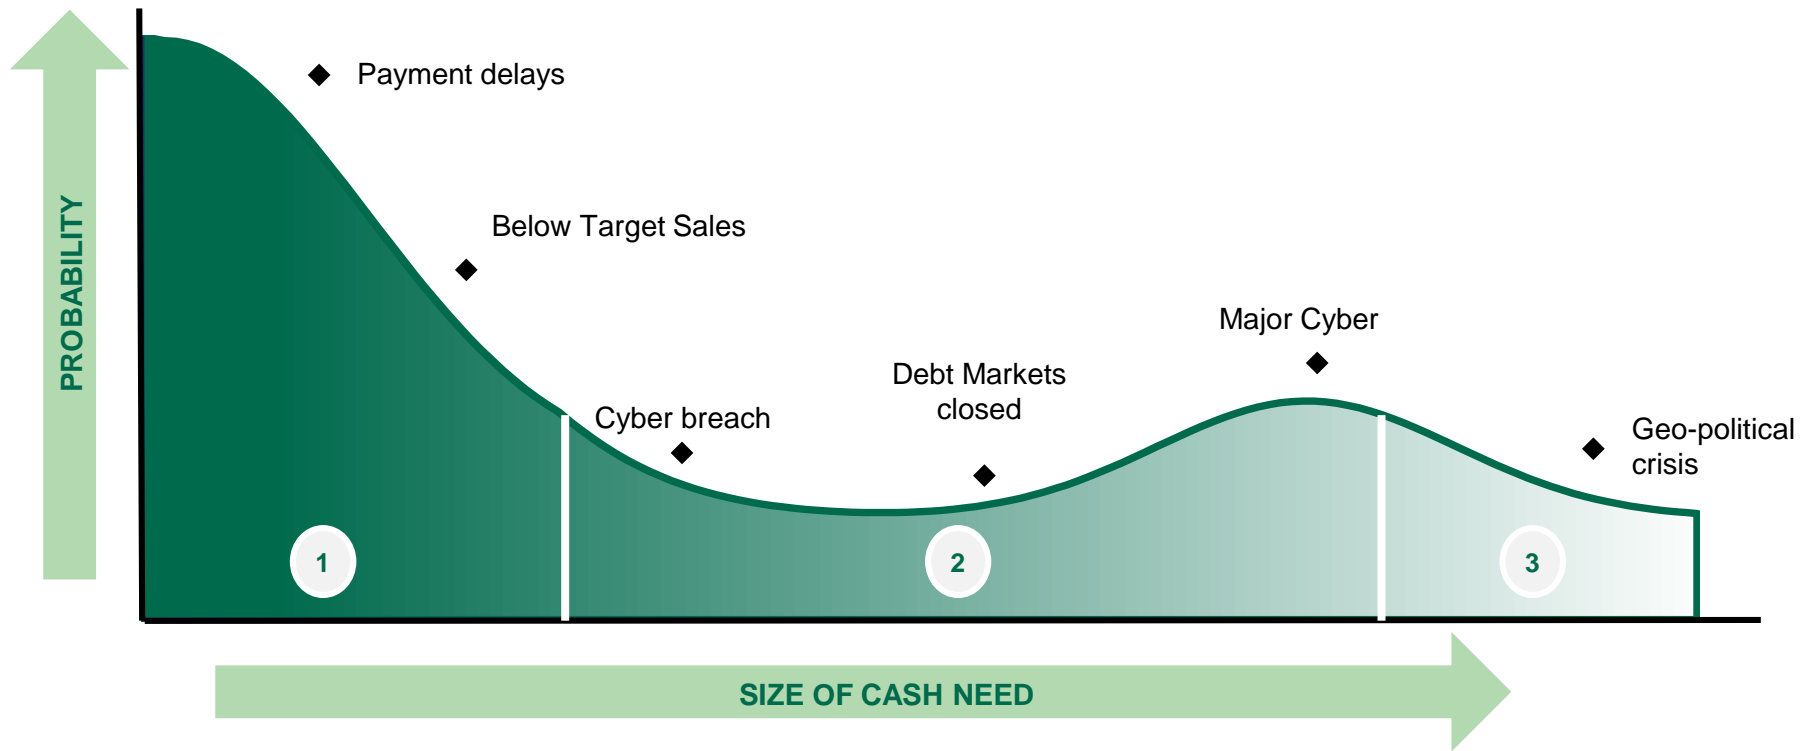 Payment delays
PROBABILITY
Below Target Sales
Major Cyber
Debt Markets
closed
Cyber breach
Geo-political
crisis
1
2
3
SIZE OF CASH NEED